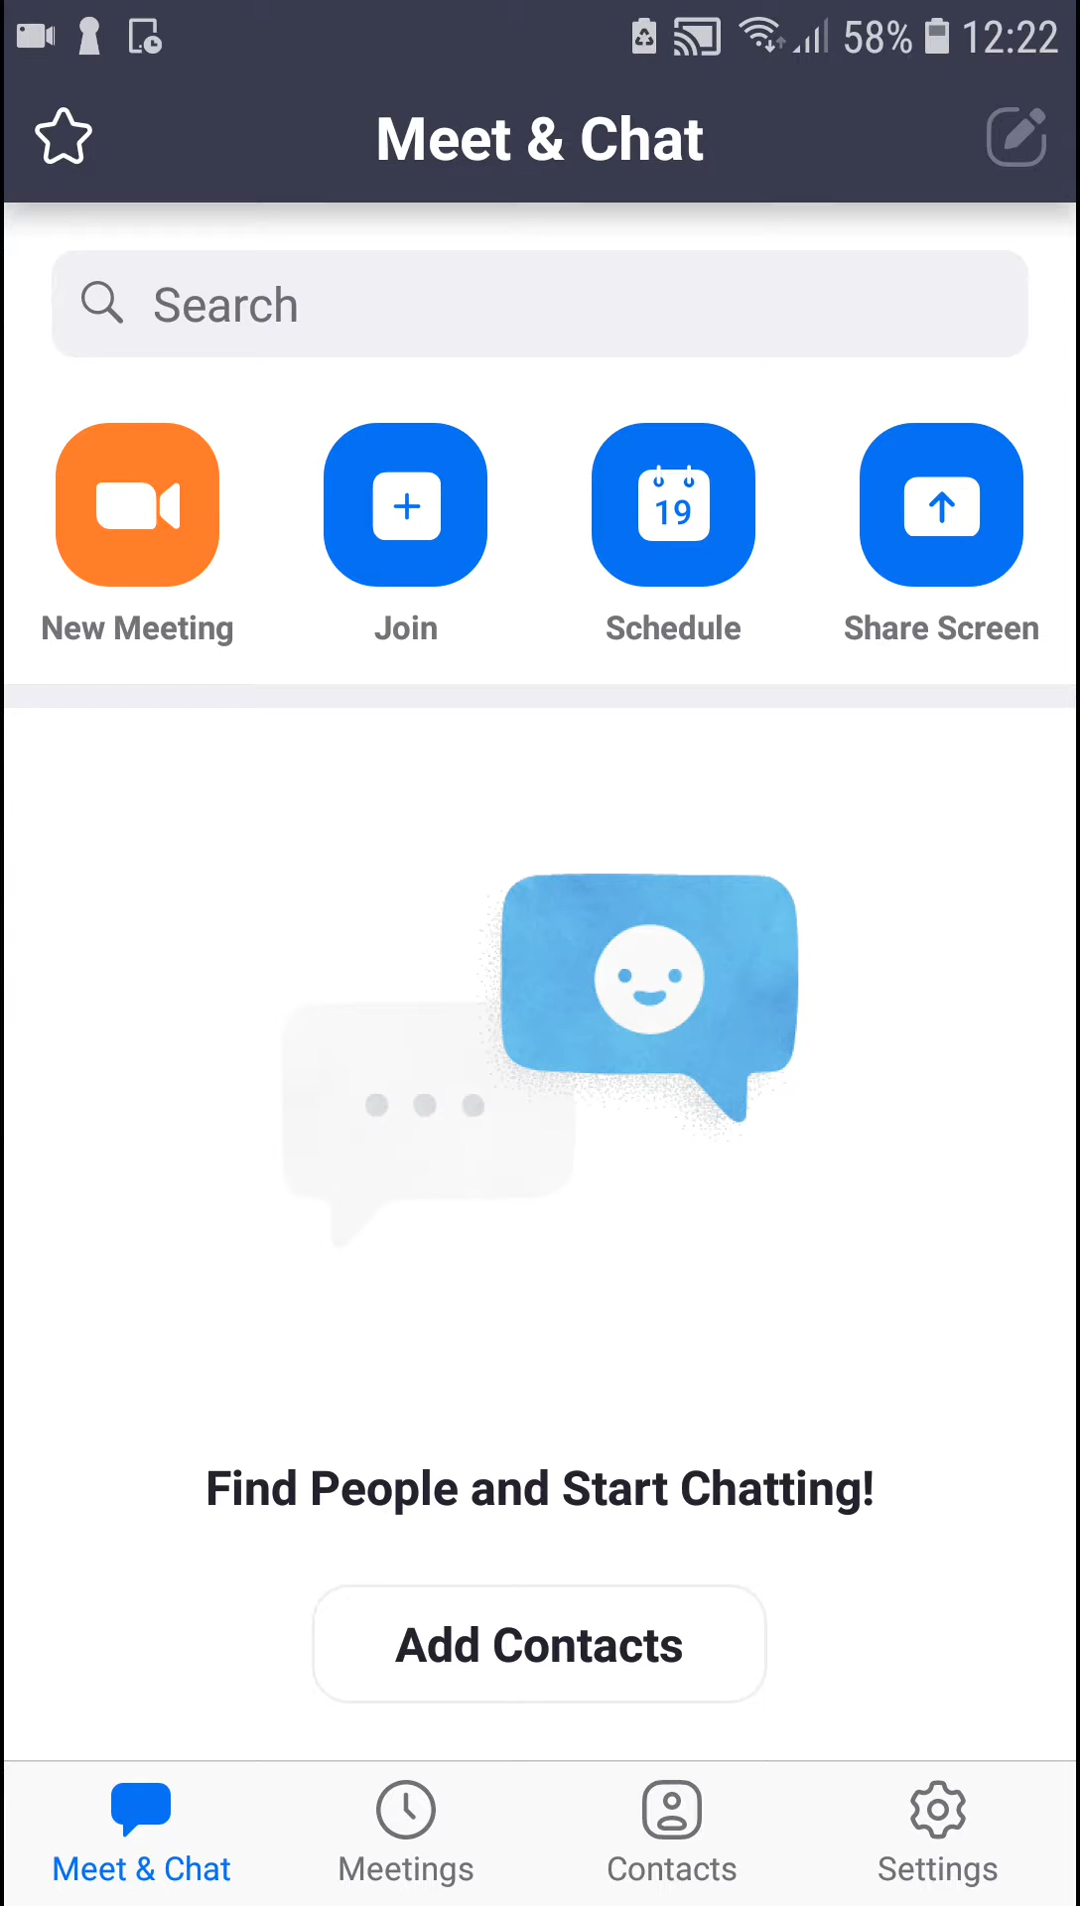 58% 12:22
Meet & Chat
Search
19
New Meeting Join Schedule Share Screen
Find People and Start Chatting!
Add Contacts
Meet & Chat Meetings Contacts Settings